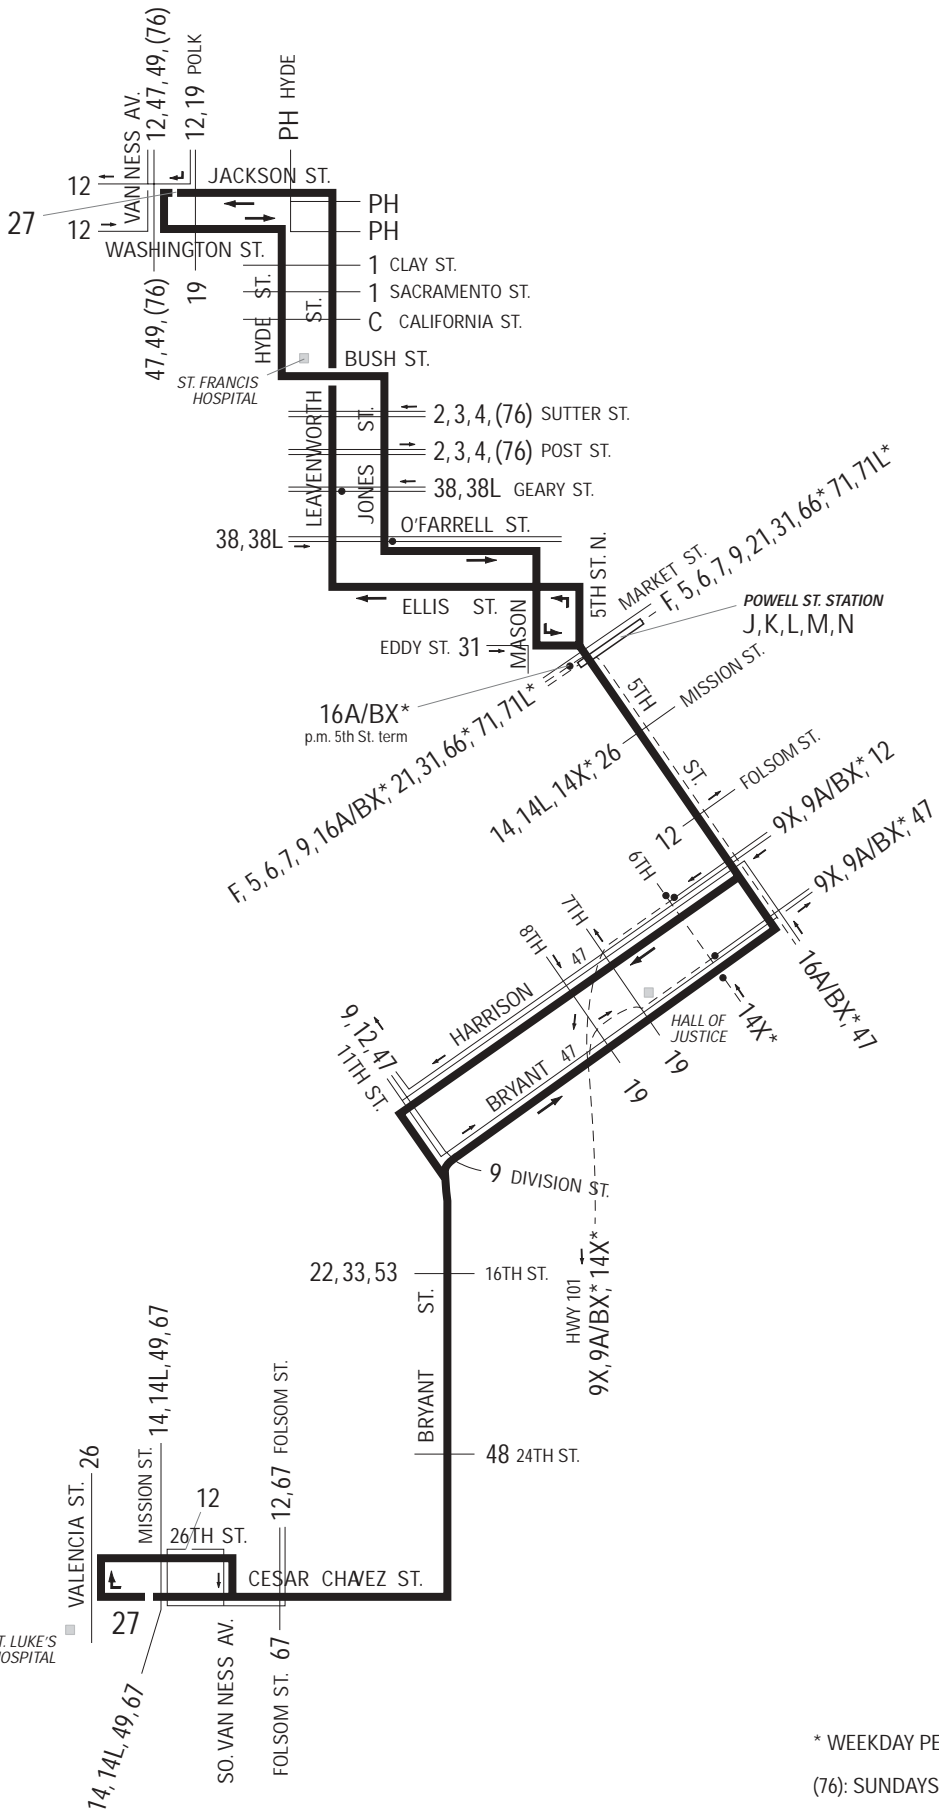 VAN NESS AV.
12,47,49,(76)
12,19 POLK
PH HYDE
12
JACKSON ST.
27
12
PH
PH
WASHINGTON ST.
1 CLAY ST.
1 SACRAMENTO ST.
C CALIFORNIA ST.
47,49,(76)
19
HYDE ST.
ST. FRANCIS
HOSPITAL
BUSH ST.
LEAVENWORTH ST.
JONES ST.
2,3,4,(76) SUTTER ST.
2,3,4,(76) POST ST.
38,38L GEARY ST.
38,38L
O'FARRELL ST.
5TH ST. N.
MARKET ST.
F, 5,6,7,9,21,31,66*,71,71L*
ELLIS ST.
MASON
EDDY ST. 31
POWELL ST. STATION
J,K,L,M,N
16A/BX*
p.m. 5th St. term
F, 5,6,7,9,16A/BX*, 21,31,66*,71,71L*
5TH ST.
MISSION ST.
14,14L,14X*,26
FOLSOM ST.
12
9X, 9A/BX*, 12
9X, 9A/BX*, 47
6TH
7TH
8TH
47
HARRISON
9,12,47
11TH ST.
BRYANT 47
HALL OF
JUSTICE
14X*
16A/BX*,47
19
19
9 DIVISION ST.
22,33,53
16TH ST.
HWY 101
9X, 9A/BX*, 14X*
BRYANT ST.
48 24TH ST.
VALENCIA ST. 26
MISSION ST. 14,14L,49,67
12,67 FOLSOM ST.
12
26TH ST.
CESAR CHAVEZ ST.
27
T. LUKE'S
HOSPITAL
14,14L,49,67
SO. VAN NESS AV.
FOLSOM ST. 67
* WEEKDAY PE
(76): SUNDAYS